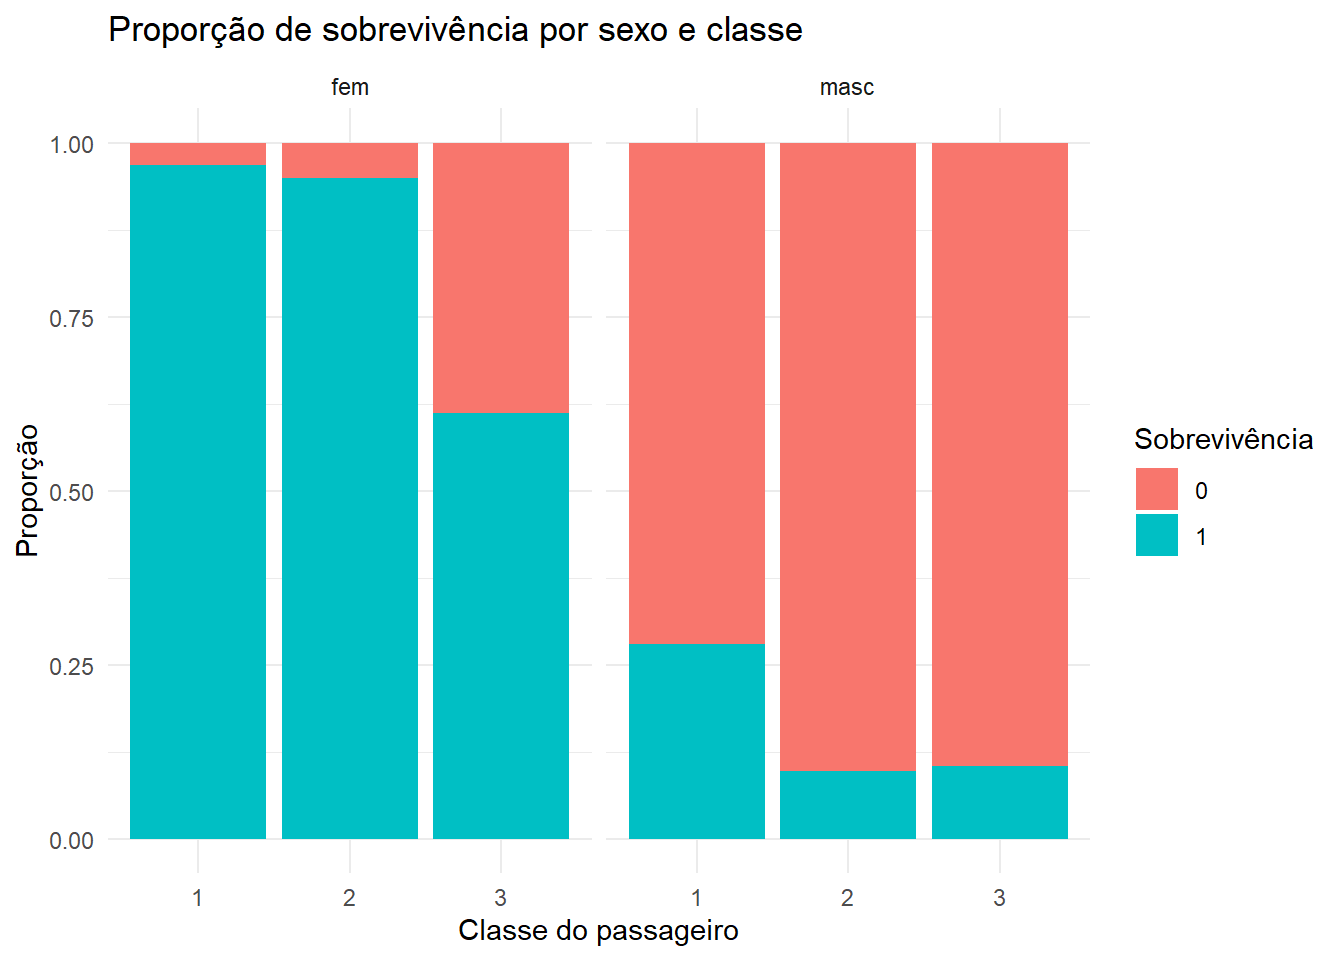 Proporção de sobrevivência por sexo e classe
fem
masc
1.00
0.75
0.50
0.25
0.00
Proporção
1 2 3
1 2 3
Classe do passageiro
Sobrevivência
0
1